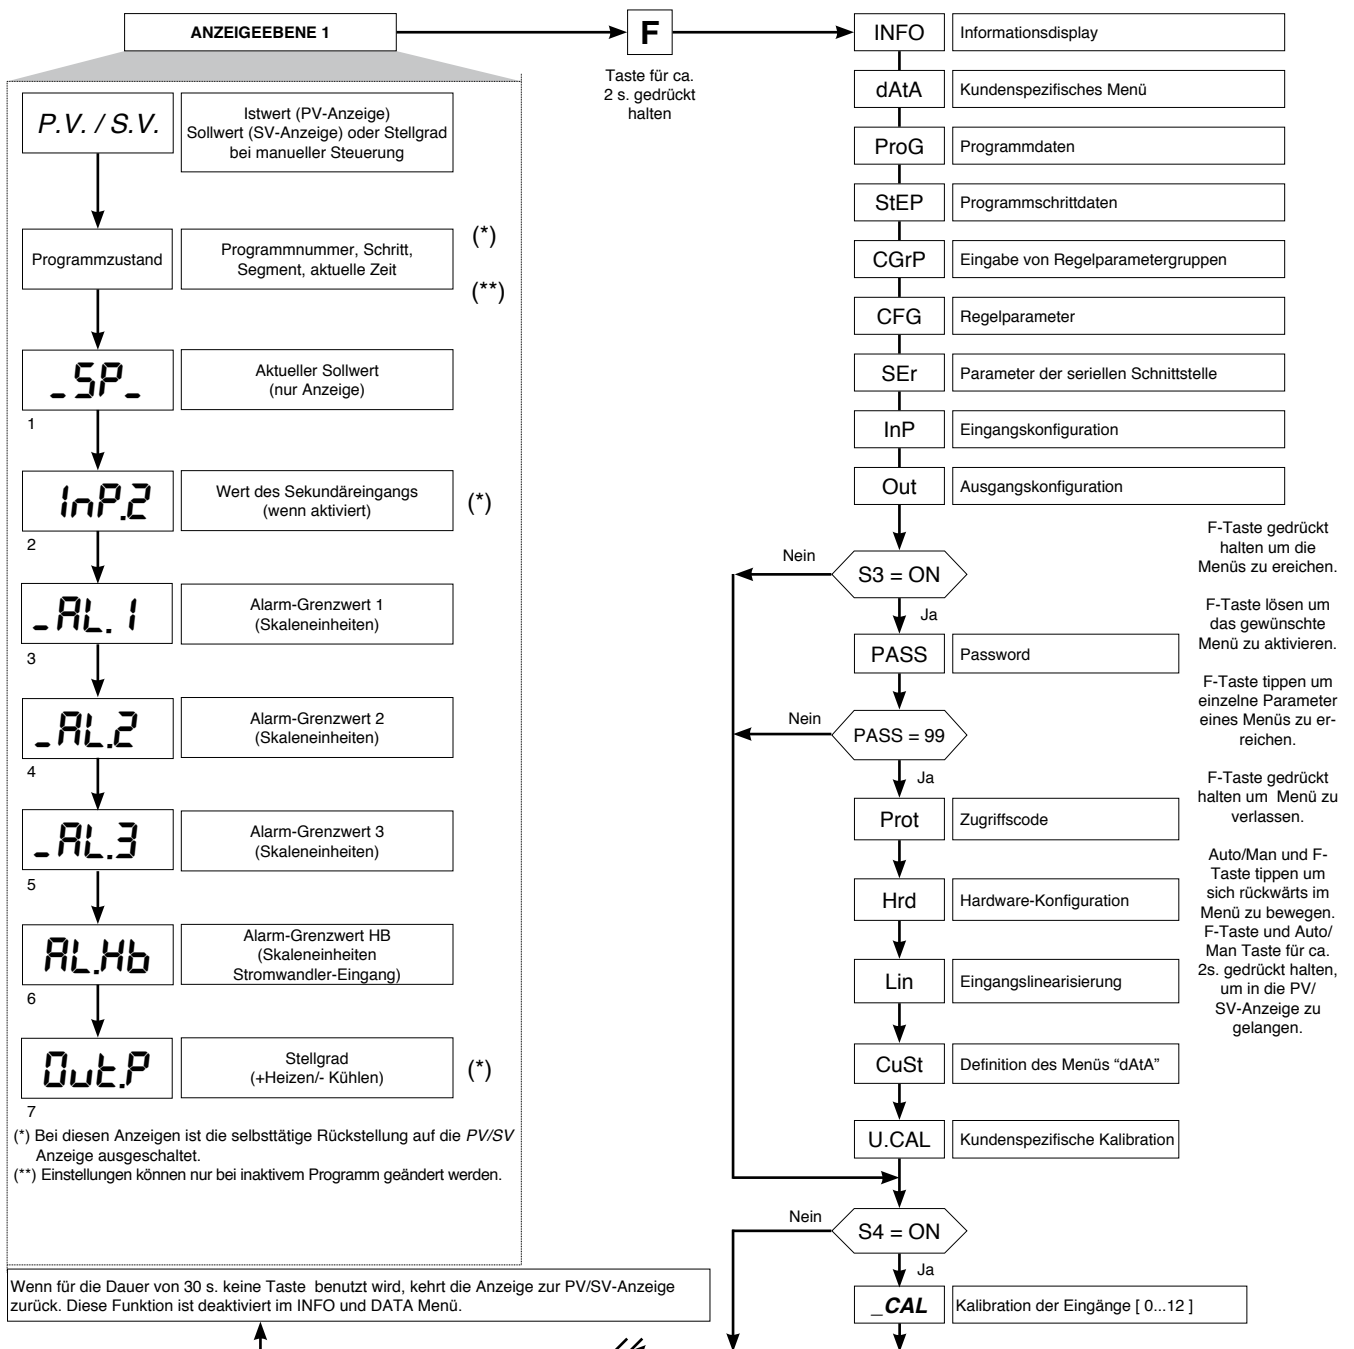 ANZEIGEEBENE 1
F
Taste für ca.
2 s. gedrückt
halten
P.V. / S.V.
Istwert (PV-Anzeige)
Sollwert (SV-Anzeige) oder Stellgrad
bei manueller Steuerung
Programmzustand
Programmnummer, Schritt,
Segment, aktuelle Zeit
(*)
(**)
_SP_
Aktueller Sollwert
(nur Anzeige)
1
InP.2
Wert des Sekundäreingangs
(wenn aktiviert)
(*)
2
_AL.1
Alarm-Grenzwert 1
(Skaleneinheiten)
3
_AL.2
Alarm-Grenzwert 2
(Skaleneinheiten)
4
_AL.3
Alarm-Grenzwert 3
(Skaleneinheiten)
5
AL.Hb
Alarm-Grenzwert HB
(Skaleneinheiten
Stromwandler-Eingang)
6
Out.P
Stellgrad
(+Heizen/- Kühlen)
(*)
7
(*) Bei diesen Anzeigen ist die selbsttätige Rückstellung auf die PV/SV
Anzeige ausgeschaltet.
(**) Einstellungen können nur bei inaktivem Programm geändert werden.
Wenn für die Dauer von 30 s. keine Taste benutzt wird, kehrt die Anzeige zur PV/SV-Anzeige
zurück. Diese Funktion ist deaktiviert im INFO und DATA Menü.
INFO Informationsdisplay
dAtA Kundenspezifisches Menü
ProG Programmdaten
StEP Programmschrittdaten
CGrP Eingabe von Regelparametergruppen
CFG Regelparameter
SEr Parameter der seriellen Schnittstelle
InP Eingangskonfiguration
Out Ausgangskonfiguration
Nein
S3 = ON
Ja
PASS Password
Nein
PASS = 99
Ja
Prot Zugriffscode
Hrd Hardware-Konfiguration
Lin Eingangslinearisierung
CuSt Definition des Menüs “dAtA”
U.CAL Kundenspezifische Kalibration
Nein
S4 = ON
Ja
_CAL Kalibration der Eingänge [ 0...12 ]
F-Taste gedrückt
halten um die
Menüs zu ereichen.
F-Taste lösen um
das gewünschte
Menü zu aktivieren.
F-Taste tippen um
einzelne Parameter
eines Menüs zu er-
reichen.
F-Taste gedrückt
halten um Menü zu
verlassen.
Auto/Man und F-
Taste tippen um
sich rückwärts im
Menü zu bewegen.
F-Taste und Auto/
Man Taste für ca.
2s. gedrückt halten,
um in die PV/
SV-Anzeige zu
gelangen.